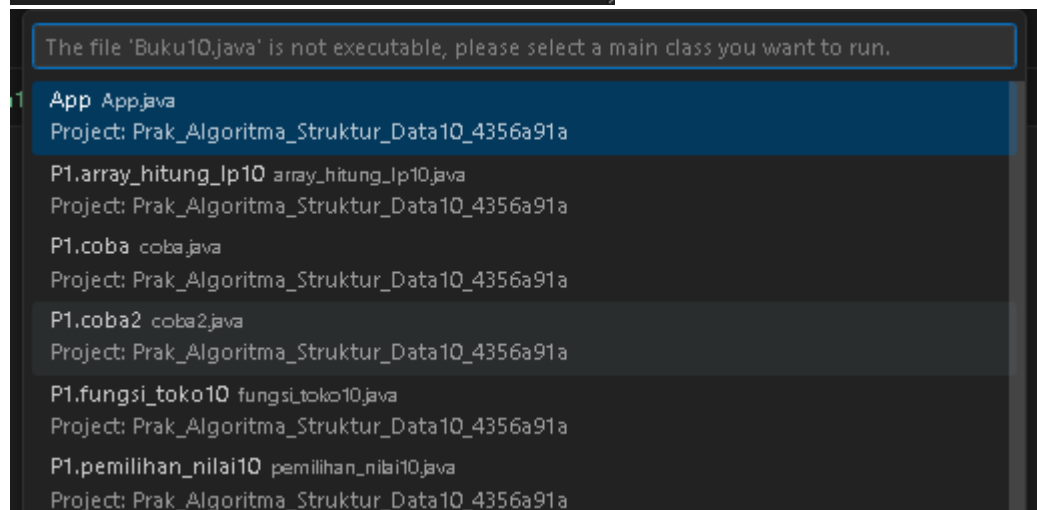 The file 'Buku10.java' is not executable, please select a main class you want to run.
App App.java
Project: Prak_Algoritma_Struktur_Data10_4356a91a
P1.array_hitung_lp10 array_hitung_lp10.java
Project: Prak_Algoritma_Struktur_Data10_4356a91a
P1.coba coba.java
Project: Prak_Algoritma_Struktur_Data10_4356a91a
P1.coba2 coba2.java
Project: Prak_Algoritma_Struktur_Data10_4356a91a
P1.fungsi_toko10 fungsi_toko10.java
Project: Prak_Algoritma_Struktur_Data10_4356a91a
P1.pemilihan_nilai10 pemilihan_nilai10.java
Project: Prak_Algoritma_Struktur_Data10_4356a91a